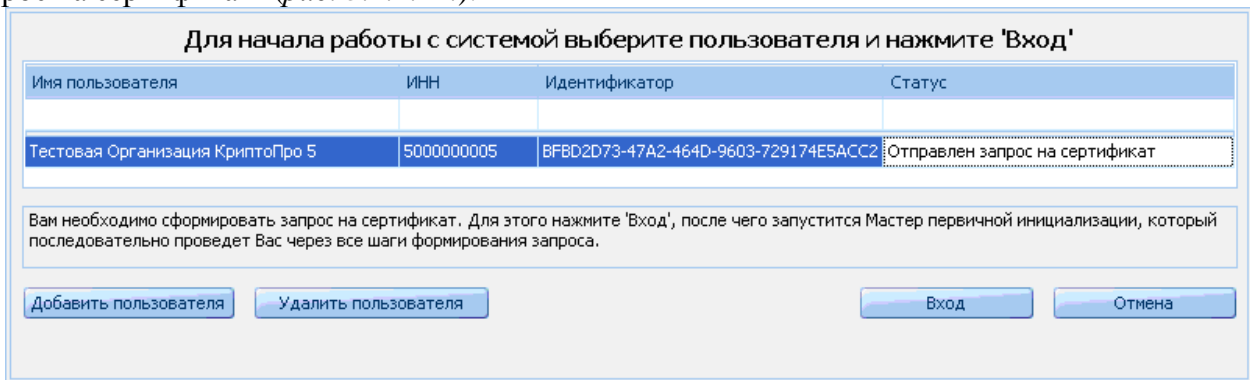 Для начала работы с системой выберите пользователя и нажмите 'Вход'
Имя пользователя ИНН Идентификатор Статус
Тестовая Организация КриптоПро 5 5000000005 BFBD2D73-47A2-464D-9603-729174E5ACC2 Отправлен запрос на сертификат
Вам необходимо сформировать запрос на сертификат. Для этого нажмите 'Вход', после чего запустится Мастер первичной инициализации, который
последовательно проведет Вас через все шаги формирования запроса.
Добавить пользователя Удалить пользователя Вход Отмена